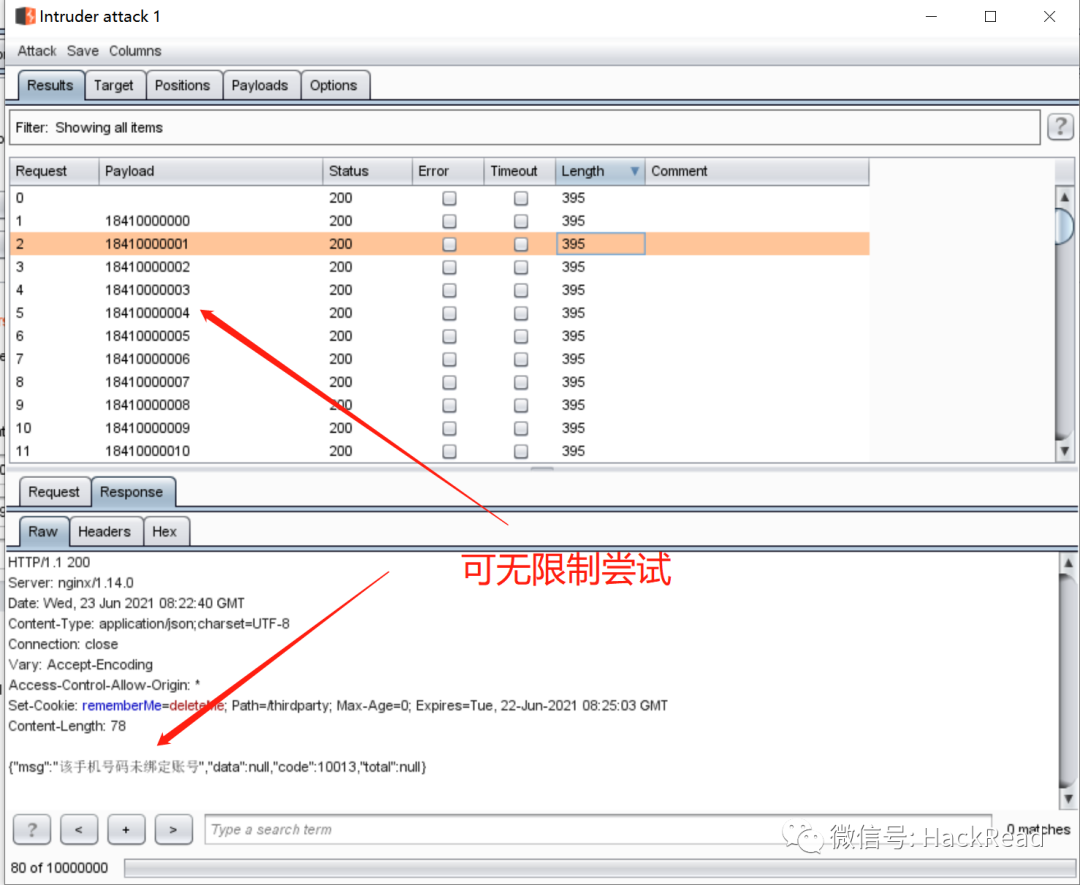 Intruder attack 1
Attack Save Columns
Results Target Positions Payloads Options
Filter: Showing all items ?
Request Payload Status Error Timeout Length Comment
0 200 395
1 18410000000 200 395
2 18410000001 200 395
3 18410000002 200 395
4 18410000003 200 395
5 18410000004 200 395
6 18410000005 200 395
7 18410000006 200 395
8 18410000007 200 395
9 18410000008 200 395
10 18410000009 200 395
11 18410000010 200 395
Request Response
Raw Headers Hex
可无限制尝试
HTTP/1.1 200
Server: nginx/1.14.0
Date: Wed, 23 Jun 2021 08:22:40 GMT
Content-Type: application/json;charset=UTF-8
Connection: close
Vary: Accept-Encoding
Access-Control-Allow-Origin: *
Set-Cookie: rememberMe=deleteMe; Path=/thirdparty; Max-Age=0; Expires=Tue, 22-Jun-2021 08:25:03 GMT
Content-Length: 78
{"msg":"该手机号码未绑定账号","data":null,"code":10013,"total":null}
? < + > Type a search term 0 matches
微信号: HackRead
80 of 10000000